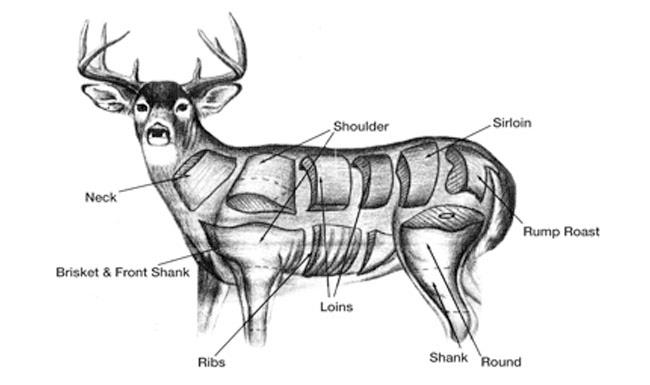 Shoulder
Sirloin
Neck
Rump Roast
Brisket & Front Shank
Loins
Ribs
Shank
Round